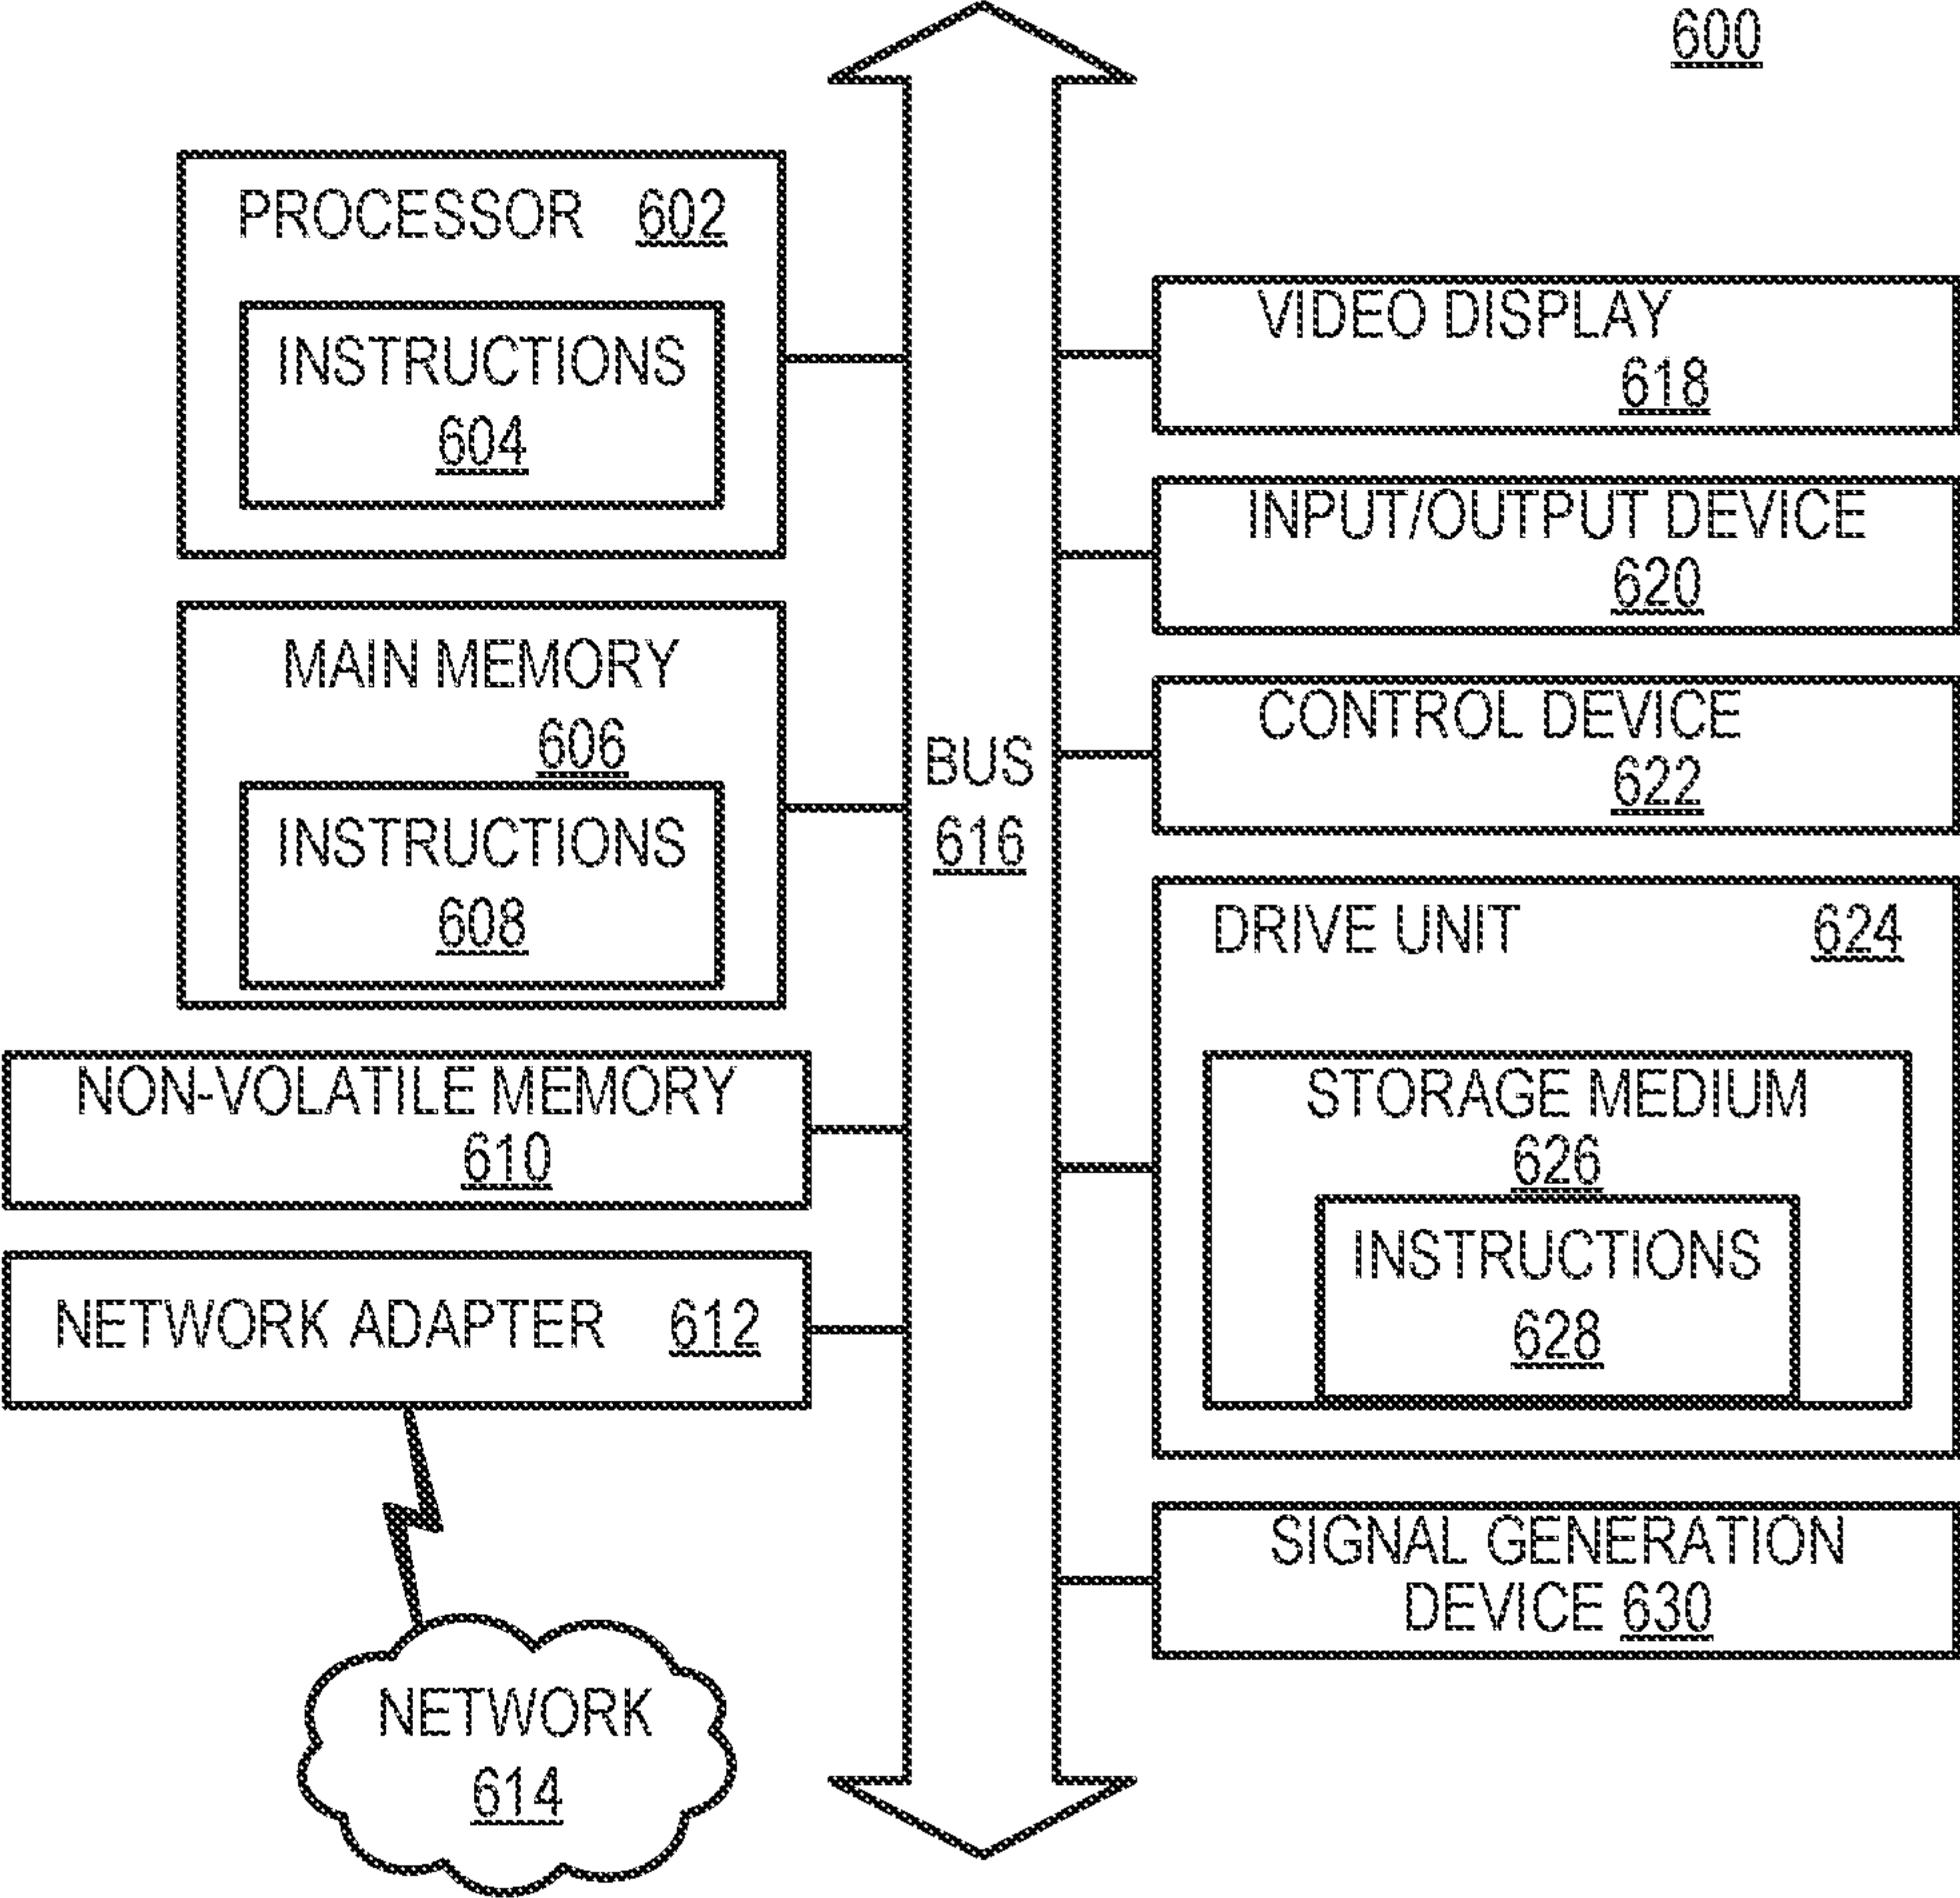 600
PROCESSOR 602
INSTRUCTIONS
604
MAIN MEMORY
606
INSTRUCTIONS
608
NON-VOLATILE MEMORY
610
NETWORK ADAPTER 612
NETWORK
614
BUS
616
VIDEO DISPLAY
618
INPUT/OUTPUT DEVICE
620
CONTROL DEVICE
622
DRIVE UNIT 624
STORAGE MEDIUM
626
INSTRUCTIONS
628
SIGNAL GENERATION
DEVICE 630